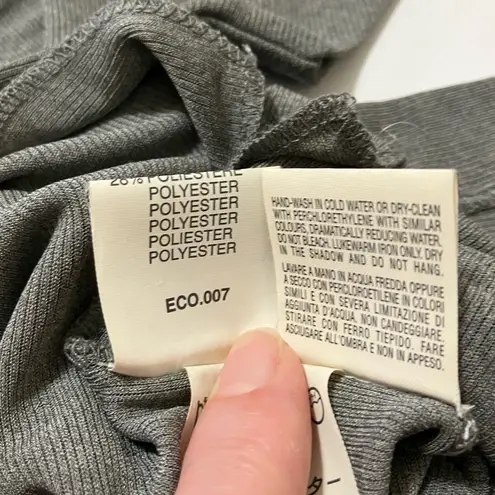 28% POLIESTERE
POLYESTER
POLYESTER
POLYESTER
POLIESTER
POLYESTER
ECO.007
HAND-WASH IN COLD WATER OR DRY-CLEAN
WITH PERCHLORETHYLENE WITH SIMILAR
COLOURS, DRAMATICALLY REDUCING WATER.
DO NOT BLEACH. LUKEWARM IRON ONLY. DRY
IN THE SHADOW AND DO NOT HANG.
LAVARE A MANO IN ACQUA FREDDA OPPURE
A SECCO CON PERCLOROETILENE IN COLORI
SIMILI E CON SEVERA LIMITAZIONE DI
AGGIUNTA D'ACQUA, NON CANDEGGIARE.
STIRARE CON FERRO TIEPIDO. FARE
ASCIUGARE ALL'OMBRA E NON IN APPESO.